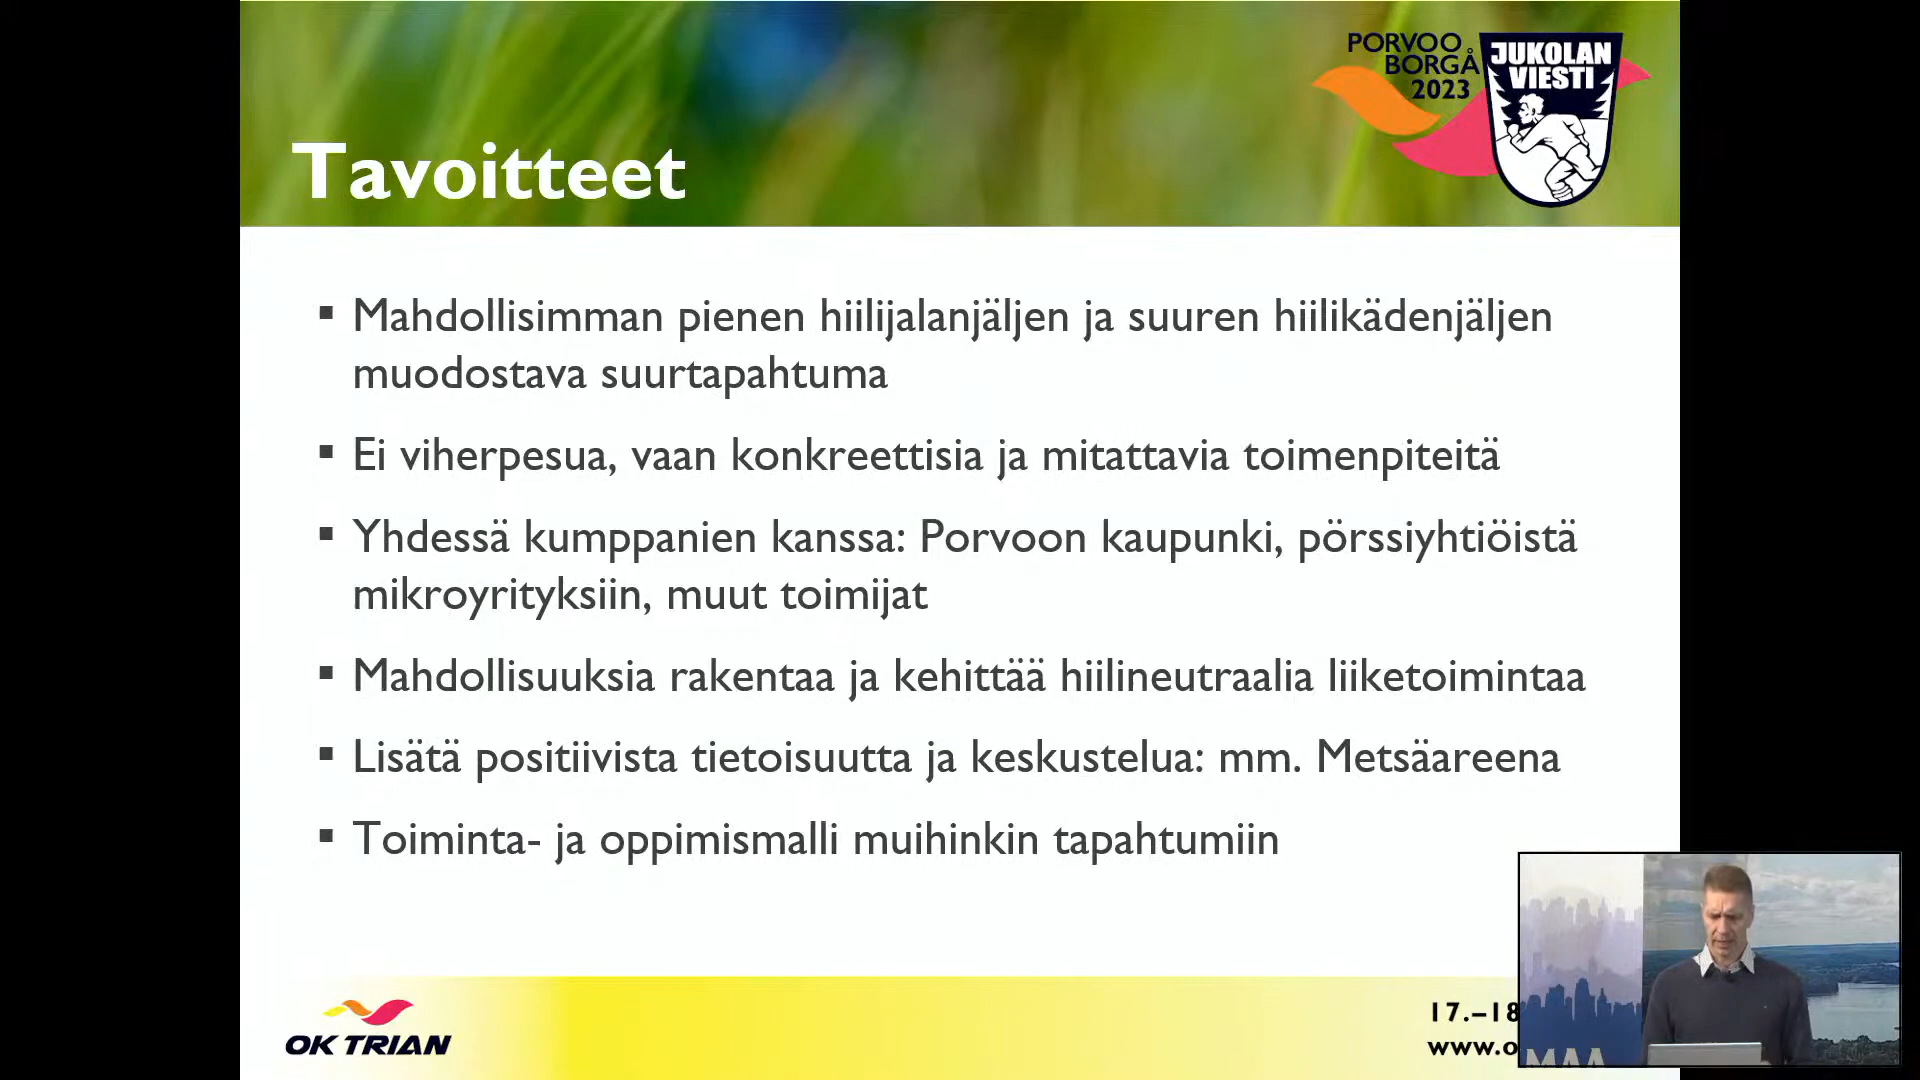 PORVOO
BORGÅ
2023
JUKOLAN
VIESTI
Tavoitteet
▪ Mahdollisimman pienen hiilijalanjäljen ja suuren hiilikädenjäljen
muodostava suurtapahtuma
▪ Ei viherpesua, vaan konkreettisia ja mitattavia toimenpiteitä
▪ Yhdessä kumppanien kanssa: Porvoon kaupunki, pörssiyhtiöistä
mikroyrityksiin, muut toimijat
▪ Mahdollisuuksia rakentaa ja kehittää hiilineutraalia liiketoimintaa
▪ Lisätä positiivista tietoisuutta ja keskustelua: mm. Metsäareena
▪ Toiminta- ja oppimismalli muihinkin tapahtumiin
OK TRIAN
17.–18
www.o
MAA